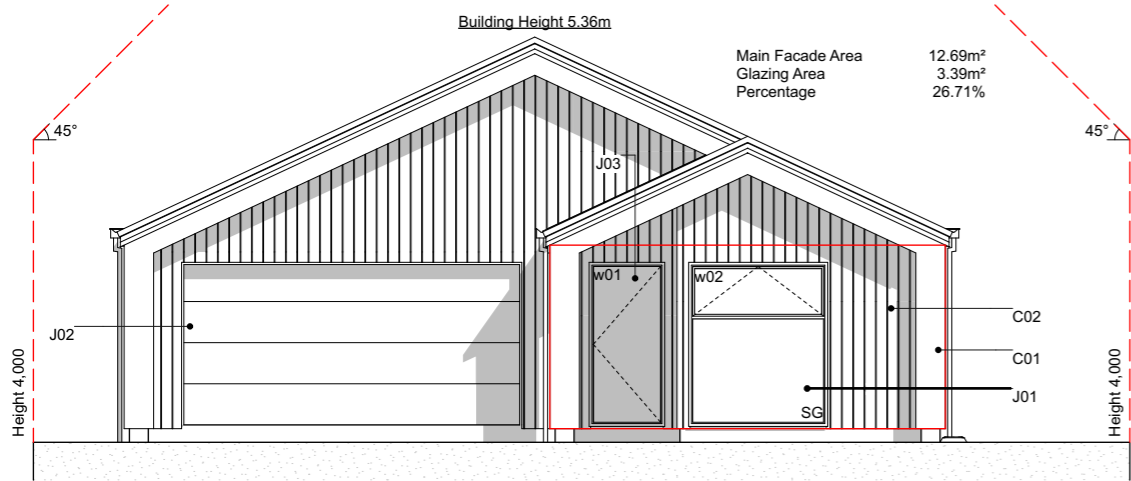 Building Height 5.36m
Main Facade Area 12.69m²
Glazing Area 3.39m²
Percentage 26.71%
45°
45°
J03
w01
w02
C02
J02
C01
J01
SG
Height 4,000
Height 4,000